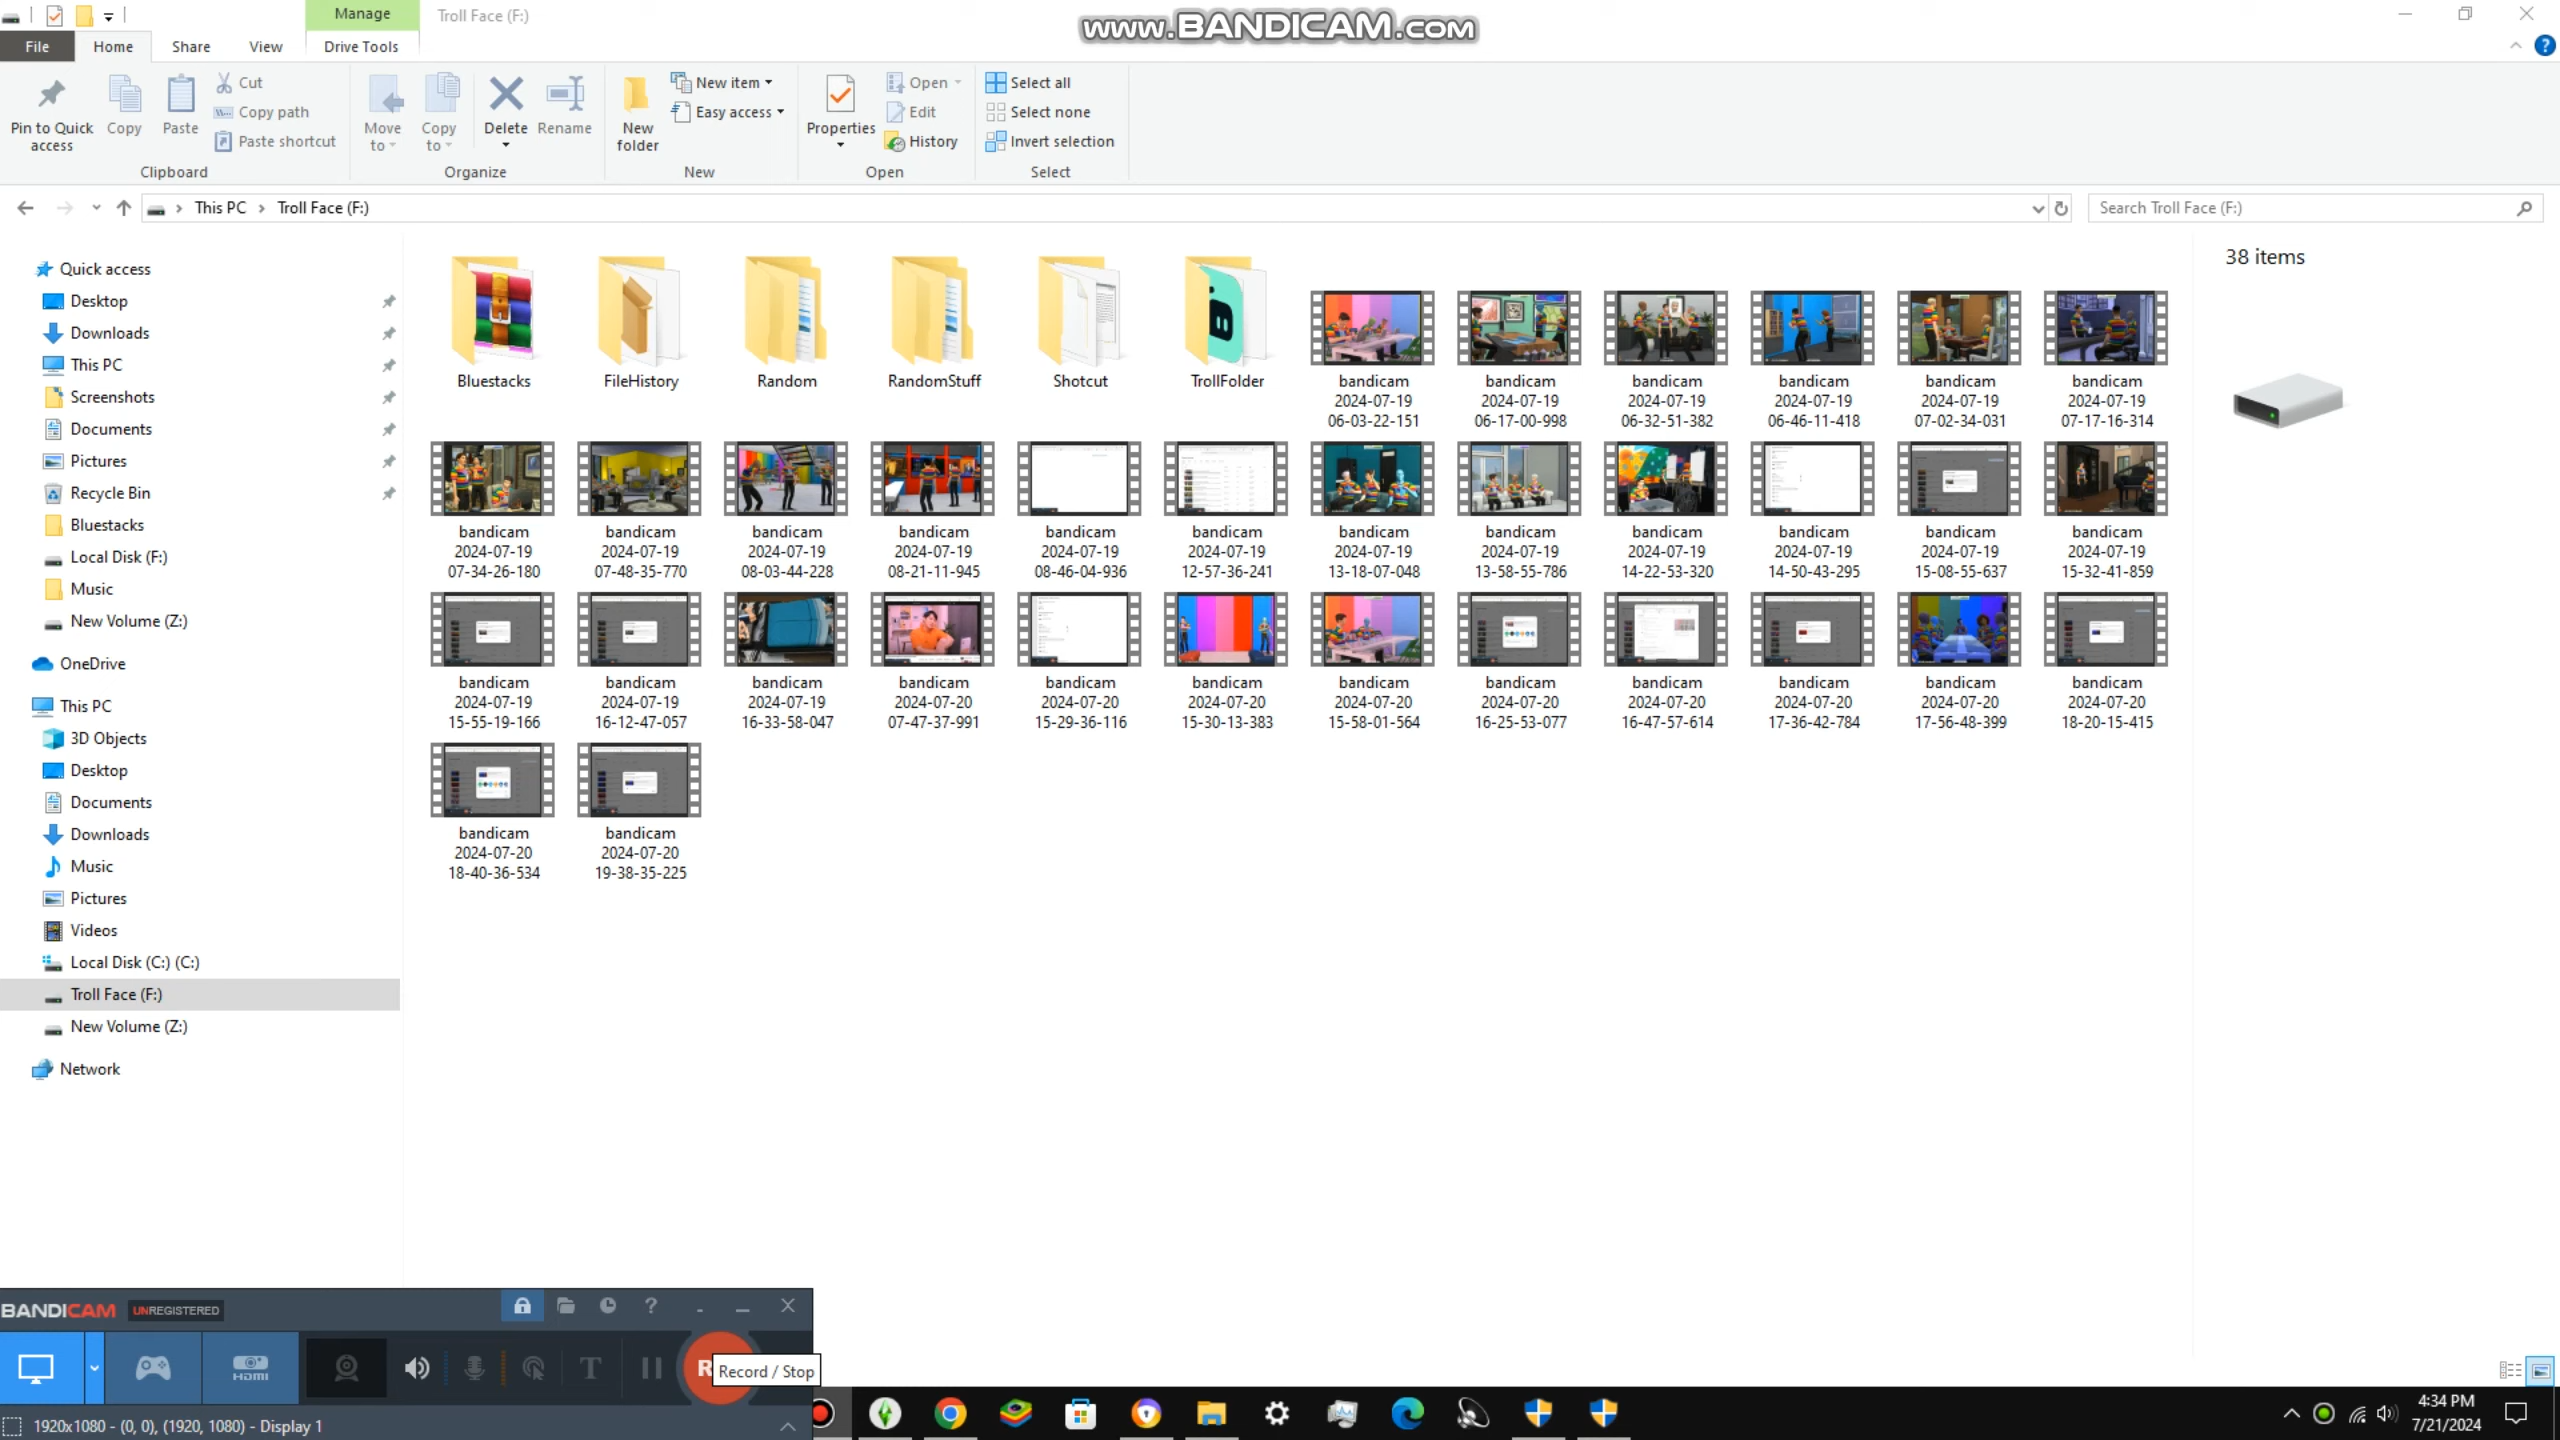 Manage
Troll Face (F:)
www.BANDICAM.com
File
Home
Share
View
Drive Tools
Pin to Quick access
Copy
Paste
Cut
Copy path
Paste shortcut
Clipboard
Move to
Copy to
Delete
Rename
Organize
New folder
New item
Easy access
New
Properties
Open
Edit
History
Open
Select all
Select none
Invert selection
Select
This PC
Troll Face (F:)
Search Troll Face (F:)
Quick access
Desktop
Downloads
This PC
Screenshots
Documents
Pictures
Recycle Bin
Bluestacks
Local Disk (F:)
Music
New Volume (Z:)
OneDrive
This PC
3D Objects
Desktop
Documents
Downloads
Music
Pictures
Videos
Local Disk (C:) (C:)
Troll Face (F:)
New Volume (Z:)
Network
Bluestacks
FileHistory
Random
RandomStuff
Shotcut
TrollFolder
bandicam 2024-07-19 06-03-22-151
bandicam 2024-07-19 06-17-00-998
bandicam 2024-07-19 06-32-51-382
bandicam 2024-07-19 06-46-11-418
bandicam 2024-07-19 07-02-34-031
bandicam 2024-07-19 07-17-16-314
bandicam 2024-07-19 07-34-26-180
bandicam 2024-07-19 07-48-35-770
bandicam 2024-07-19 08-03-44-228
bandicam 2024-07-19 08-21-11-945
bandicam 2024-07-19 08-46-04-936
bandicam 2024-07-19 12-57-36-241
bandicam 2024-07-19 13-18-07-048
bandicam 2024-07-19 13-58-55-786
bandicam 2024-07-19 14-22-53-320
bandicam 2024-07-19 14-50-43-295
bandicam 2024-07-19 15-08-55-637
bandicam 2024-07-19 15-32-41-859
bandicam 2024-07-19 15-55-19-166
bandicam 2024-07-19 16-12-47-057
bandicam 2024-07-19 16-33-58-047
bandicam 2024-07-20 07-47-37-991
bandicam 2024-07-20 15-29-36-116
bandicam 2024-07-20 15-30-13-383
bandicam 2024-07-20 15-58-01-564
bandicam 2024-07-20 16-25-53-077
bandicam 2024-07-20 16-47-57-614
bandicam 2024-07-20 17-36-42-784
bandicam 2024-07-20 17-56-48-399
bandicam 2024-07-20 18-20-15-415
bandicam 2024-07-20 18-40-36-534
bandicam 2024-07-20 19-38-35-225
38 items
BANDICAM UNREGISTERED
HDMI
Record / Stop
1920x1080 - (0, 0), (1920, 1080) - Display 1
4:34 PM
7/21/2024